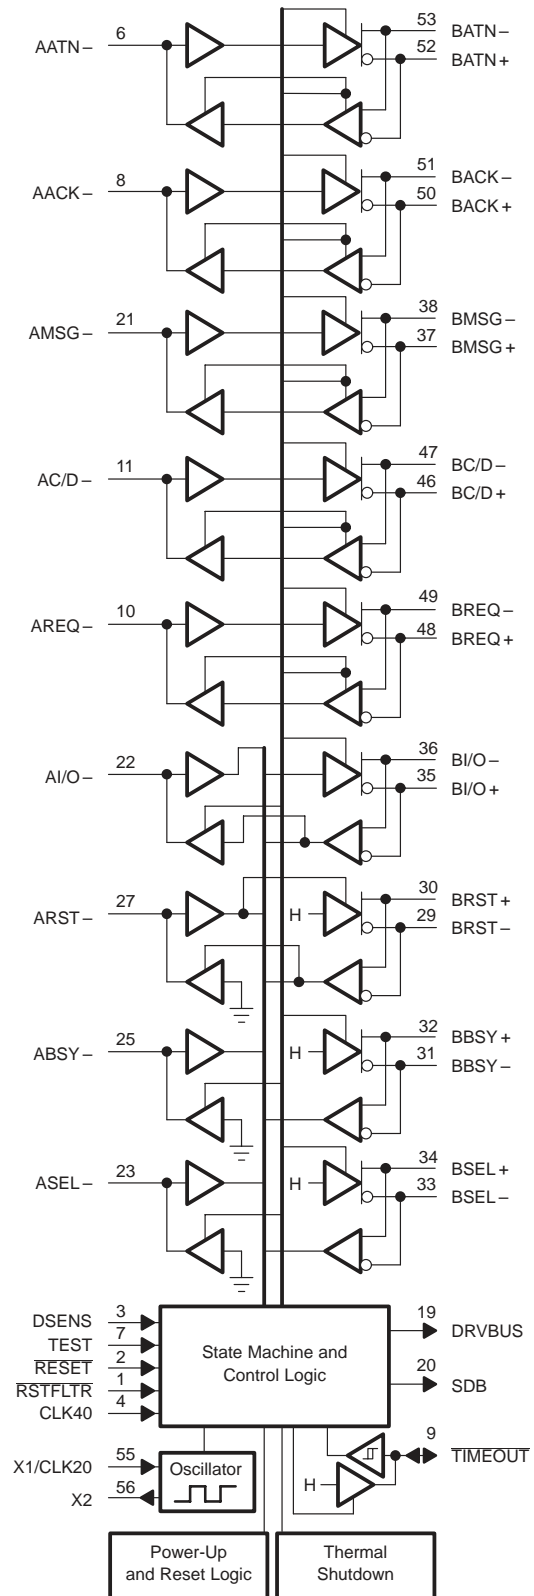 6 53
AATN– BATN–
52
BATN+
8 51
AACK– BACK–
50
BACK+
21 38
AMSG– BMSG–
37
BMSG+
11 47
AC/D– BC/D–
46
BC/D+
10 49
AREQ– BREQ–
48
BREQ+
22 36
AI/O– BI/O–
35
BI/O+
27 30
ARST– H BRST+
29
BRST–
25 32
ABSY– H BBSY+
31
BBSY–
23 34
ASEL– H BSEL+
33
BSEL–
DSENS 3
TEST 7
RESET 2
RSTFLTR 1
CLK40 4
State Machine and
Control Logic
19
DRVBUS
20
SDB
9
TIMEOUT
H
X1/CLK20 55
X2 56
Oscillator
Power-Up
and Reset Logic
Thermal
Shutdown